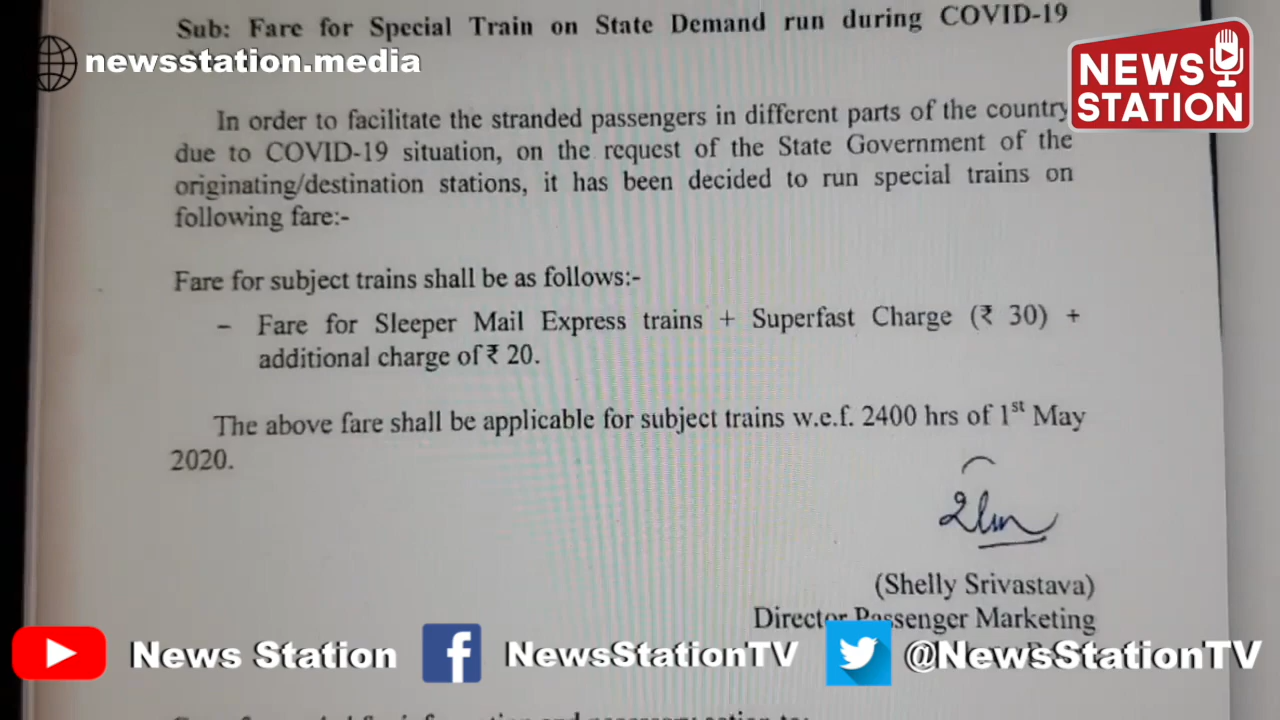 Sub: Fare for Special Train on State Demand run during COVID-19
newsstation.media
NEWS
STATION
In order to facilitate the stranded passengers in different parts of the country
due to COVID-19 situation, on the request of the State Government of the
originating/destination stations, it has been decided to run special trains on
following fare:-
Fare for subject trains shall be as follows:-
– Fare for Sleeper Mail Express trains + Superfast Charge (₹ 30) +
additional charge of ₹ 20.
The above fare shall be applicable for subject trains w.e.f. 2400 hrs of 1st May
2020.
(Shelly Srivastava)
Director Passenger Marketing
News Station
NewsStationTV
@NewsStationTV